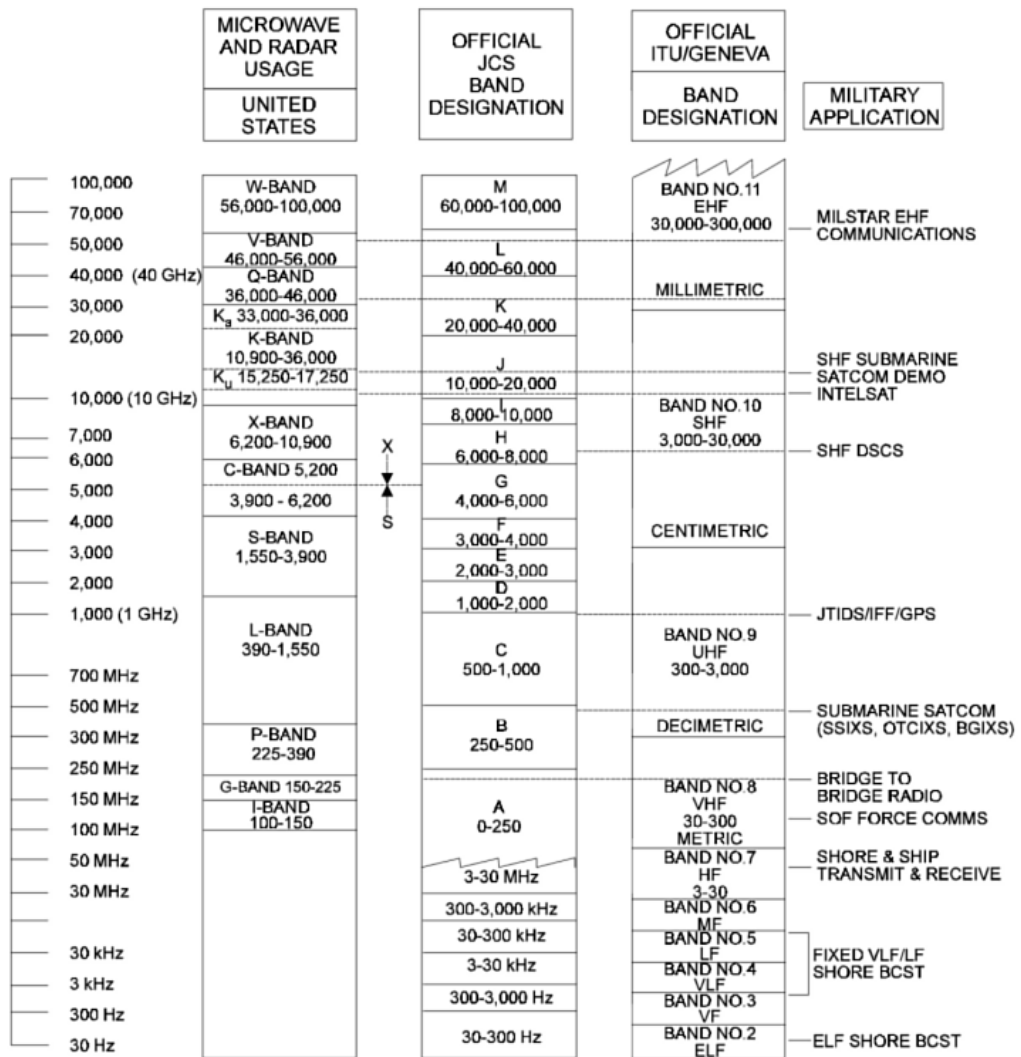 MICROWAVE
AND RADAR
USAGE
UNITED
STATES
OFFICIAL
JCS
BAND
DESIGNATION
OFFICIAL
ITU/GENEVA
BAND
DESIGNATION
MILITARY
APPLICATION
100,000
70,000
50,000
40,000 (40 GHz)
30,000
20,000
10,000 (10 GHz)
7,000
6,000
5,000
4,000
3,000
2,000
1,000 (1 GHz)
700 MHz
500 MHz
300 MHz
250 MHz
150 MHz
100 MHz
50 MHz
30 MHz
30 kHz
3 kHz
300 Hz
30 Hz
W-BAND
56,000-100,000
V-BAND
46,000-56,000
Q-BAND
36,000-46,000
Ka 33,000-36,000
K-BAND
10,900-36,000
Ku 15,250-17,250
X-BAND
6,200-10,900
C-BAND 5,200
3,900 - 6,200
S-BAND
1,550-3,900
L-BAND
390-1,550
P-BAND
225-390
G-BAND 150-225
I-BAND
100-150
X
S
M
60,000-100,000
L
40,000-60,000
K
20,000-40,000
J
10,000-20,000
I
8,000-10,000
H
6,000-8,000
G
4,000-6,000
F
3,000-4,000
E
2,000-3,000
D
1,000-2,000
C
500-1,000
B
250-500
A
0-250
3-30 MHz
300-3,000 kHz
30-300 kHz
3-30 kHz
300-3,000 Hz
30-300 Hz
BAND NO.11
EHF
30,000-300,000
MILLIMETRIC
BAND NO.10
SHF
3,000-30,000
CENTIMETRIC
BAND NO.9
UHF
300-3,000
DECIMETRIC
BAND NO.8
VHF
30-300
METRIC
BAND NO.7
HF
3-30
BAND NO.6
MF
BAND NO.5
LF
BAND NO.4
VLF
BAND NO.3
VF
BAND NO.2
ELF
MILSTAR EHF
COMMUNICATIONS
SHF SUBMARINE
SATCOM DEMO
INTELSAT
SHF DSCS
JTIDS/IFF/GPS
SUBMARINE SATCOM
(SSIXS, OTCIXS, BGIXS)
BRIDGE TO
BRIDGE RADIO
SOF FORCE COMMS
SHORE & SHIP
TRANSMIT & RECEIVE
FIXED VLF/LF
SHORE BCST
ELF SHORE BCST